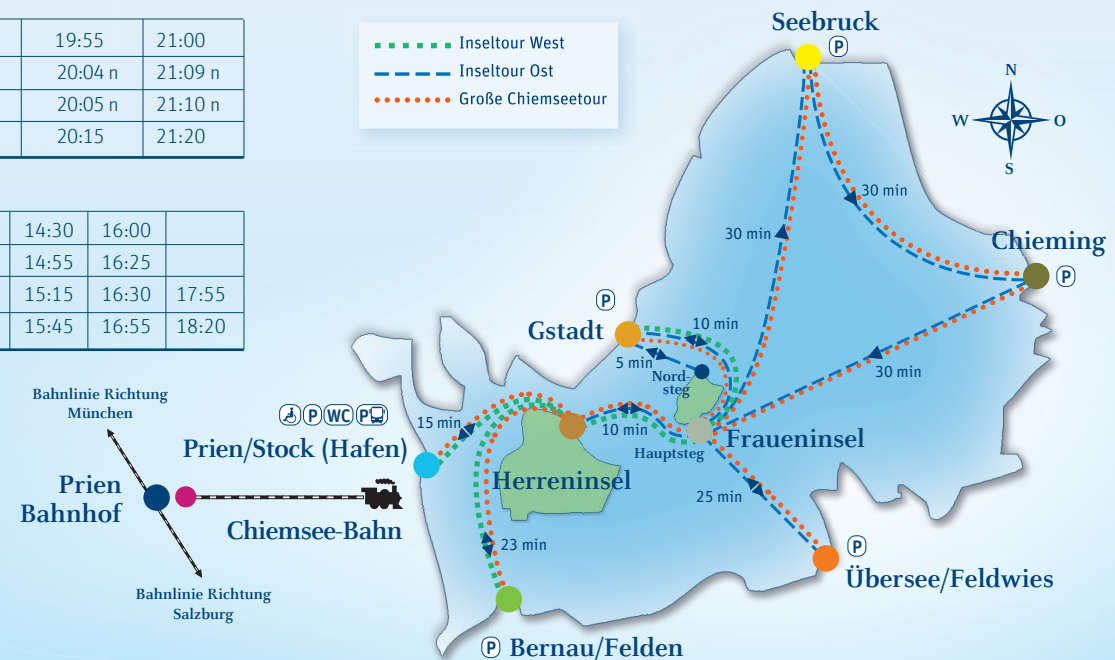 19:55 21:00
20:04 n 21:09 n
20:05 n 21:10 n
20:15 21:20
14:30 16:00
14:55 16:25
15:15 16:30 17:55
15:45 16:55 18:20
Inseltour West
Inseltour Ost
Große Chiemseetour
Seebruck
P
N
W O
S
30 min
30 min
Chieming
P
P
Gstadt
10 min
5 min
Nord-
steg
30 min
Bahnlinie Richtung
München
P WC P
Prien/Stock (Hafen)
15 min
10 min
Hauptsteg
Fraueninsel
Herreninsel
Prien
Bahnhof
Chiemsee-Bahn
25 min
23 min
P
Übersee/Feldwies
Bahnlinie Richtung
Salzburg
P Bernau/Felden